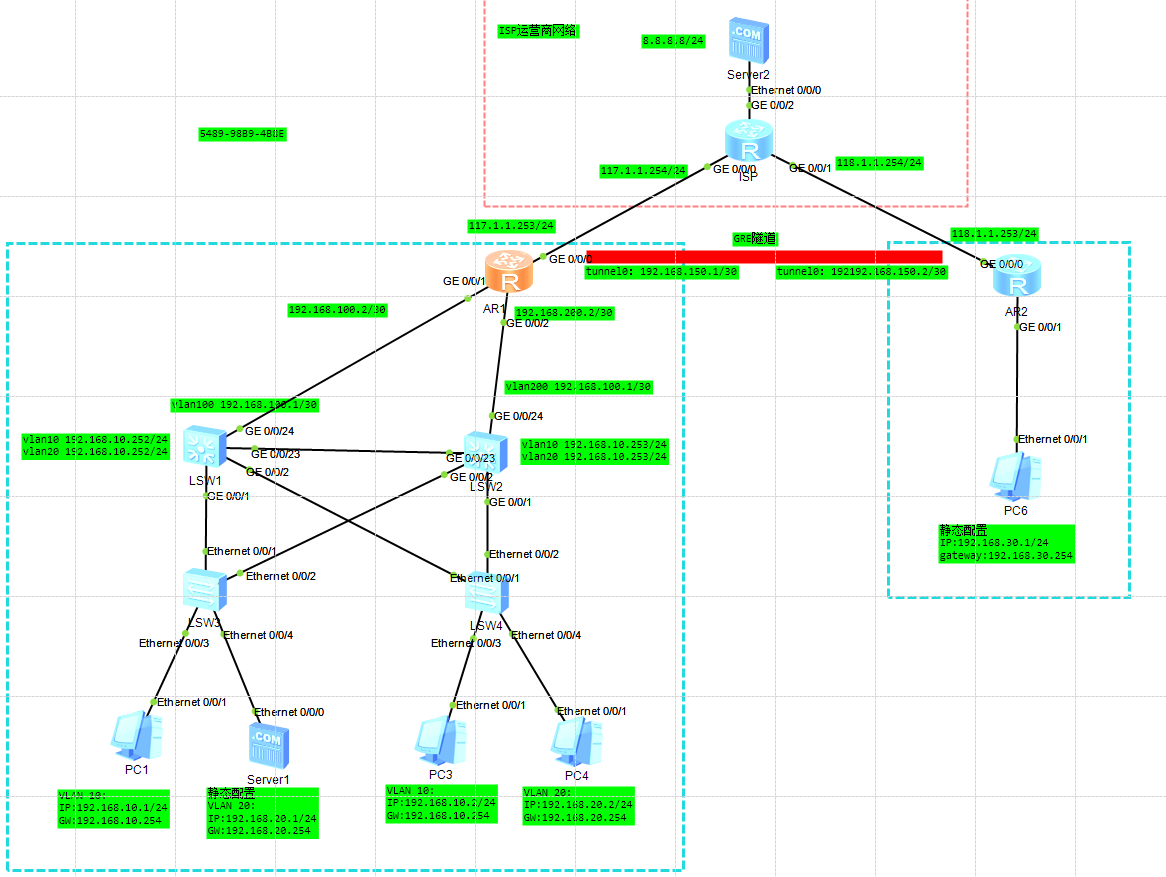 ISP运营商网络
8.8.8.8/24
.COM
Server2
Ethernet 0/0/0
GE 0/0/2
5489-98B9-4BBE
R
ISP
117.1.1.254/24
GE 0/0/0
GE 0/0/1
118.1.1.254/24
117.1.1.253/24
GRE隧道
118.1.1.253/24
GE 0/0/0
R
AR1
GE 0/0/1
tunnel0: 192.168.150.1/30
tunnel0: 192192.168.150.2/30
GE 0/0/0
R
AR2
192.168.100.2/30
192.168.200.2/30
GE 0/0/2
GE 0/0/1
vlan200 192.168.100.1/30
vlan100 192.168.100.1/30
GE 0/0/24
GE 0/0/24
vlan10 192.168.10.252/24
vlan20 192.168.10.252/24
GE 0/0/23
GE 0/0/23
vlan10 192.168.10.253/24
vlan20 192.168.10.253/24
Ethernet 0/0/1
GE 0/0/2
GE 0/0/2
LSW1
LSW2
GE 0/0/1
GE 0/0/1
PC6
静态配置
IP:192.168.30.1/24
gateway:192.168.30.254
Ethernet 0/0/1
Ethernet 0/0/2
Ethernet 0/0/2
Ethernet 0/0/1
LSW3
LSW4
Ethernet 0/0/3
Ethernet 0/0/4
Ethernet 0/0/3
Ethernet 0/0/4
Ethernet 0/0/1
Ethernet 0/0/0
Ethernet 0/0/1
Ethernet 0/0/1
.COM
PC1
Server1
PC3
PC4
VLAN 10:
IP:192.168.10.1/24
GW:192.168.10.254
静态配置
VLAN 20:
IP:192.168.20.1/24
GW:192.168.20.254
VLAN 10:
IP:192.168.10.2/24
GW:192.168.10.254
VLAN 20:
IP:192.168.20.2/24
GW:192.168.20.254